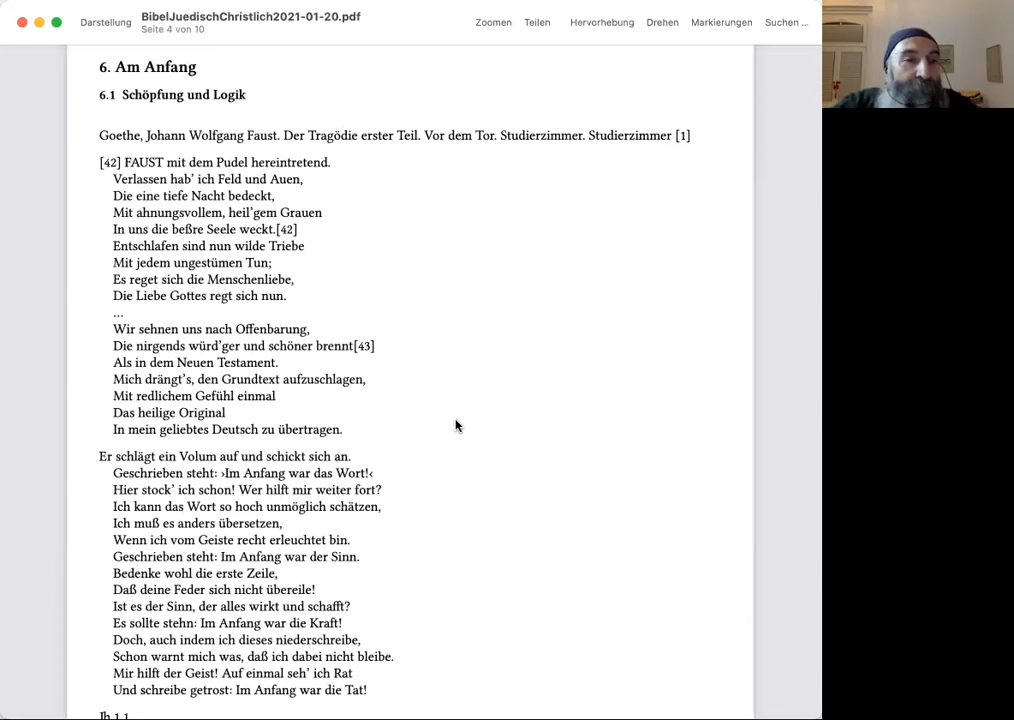 Darstellung
BibelJuedischChristlich2021-01-20.pdf
Seite 4 von 10
Zoomen Teilen Hervorhebung Drehen Markierungen Suchen ...
6. Am Anfang
6.1 Schöpfung und Logik
Goethe, Johann Wolfgang Faust. Der Tragödie erster Teil. Vor dem Tor. Studierzimmer. Studierzimmer [1]
[42] FAUST mit dem Pudel hereintretend.
Verlassen hab’ ich Feld und Auen,
Die eine tiefe Nacht bedeckt,
Mit ahnungsvollem, heil’gem Grauen
In uns die beßre Seele weckt.[42]
Entschlafen sind nun wilde Triebe
Mit jedem ungestümen Tun;
Es reget sich die Menschenliebe,
Die Liebe Gottes regt sich nun.
...
Wir sehnen uns nach Offenbarung,
Die nirgends würd’ger und schöner brennt[43]
Als in dem Neuen Testament.
Mich drängt’s, den Grundtext aufzuschlagen,
Mit redlichem Gefühl einmal
Das heilige Original
In mein geliebtes Deutsch zu übertragen.
Er schlägt ein Volum auf und schickt sich an.
Geschrieben steht: ›Im Anfang war das Wort!‹
Hier stock’ ich schon! Wer hilft mir weiter fort?
Ich kann das Wort so hoch unmöglich schätzen,
Ich muß es anders übersetzen,
Wenn ich vom Geiste recht erleuchtet bin.
Geschrieben steht: Im Anfang war der Sinn.
Bedenke wohl die erste Zeile,
Daß deine Feder sich nicht übereile!
Ist es der Sinn, der alles wirkt und schafft?
Es sollte stehn: Im Anfang war die Kraft!
Doch, auch indem ich dieses niederschreibe,
Schon warnt mich was, daß ich dabei nicht bleibe.
Mir hilft der Geist! Auf einmal seh’ ich Rat
Und schreibe getrost: Im Anfang war die Tat!
Jh 1,1